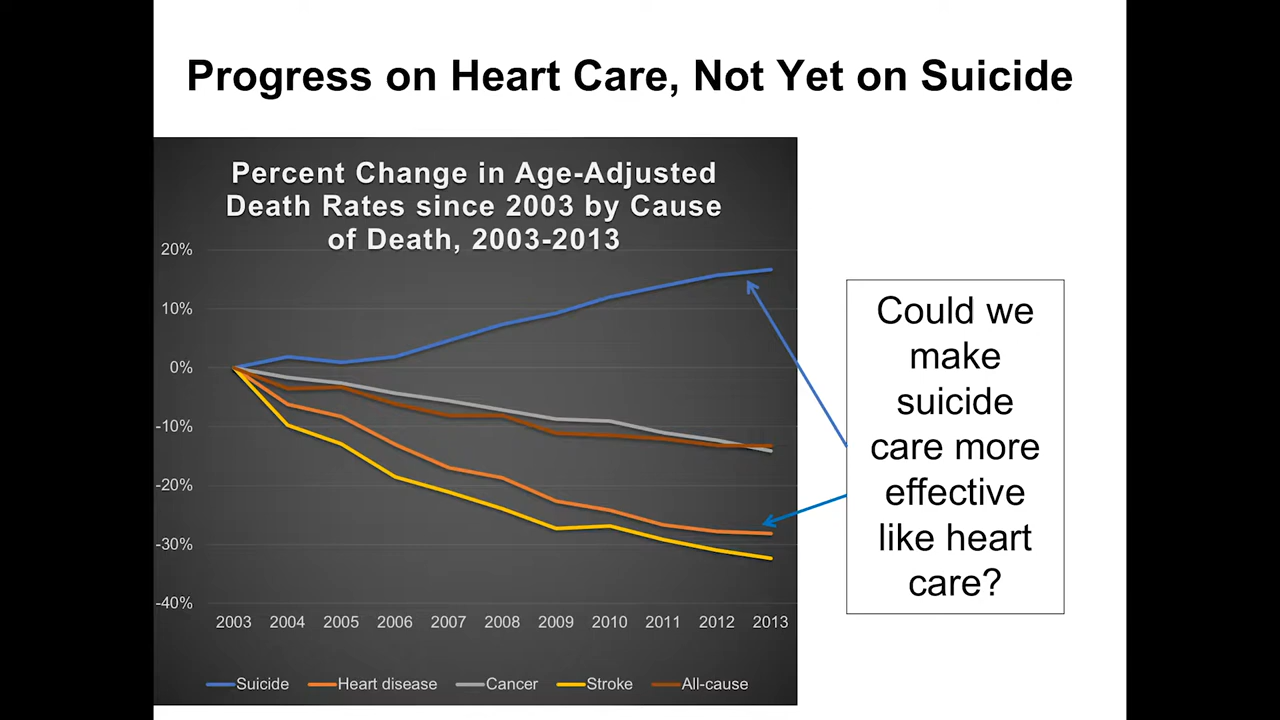 Progress on Heart Care, Not Yet on Suicide
Percent Change in Age-Adjusted
Death Rates since 2003 by Cause
of Death, 2003-2013
20%
10%
0%
-10%
-20%
-30%
-40%
2003 2004 2005 2006 2007 2008 2009 2010 2011 2012 2013
Suicide Heart disease Cancer Stroke All-cause
Could we
make
suicide
care more
effective
like heart
care?